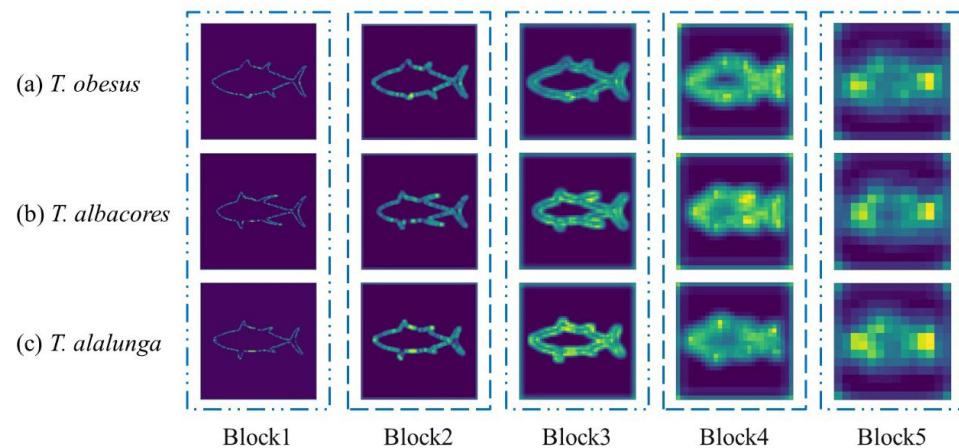 (a) T. obesus
(b) T. albacores
(c) T. alalunga
Block1 Block2 Block3 Block4 Block5